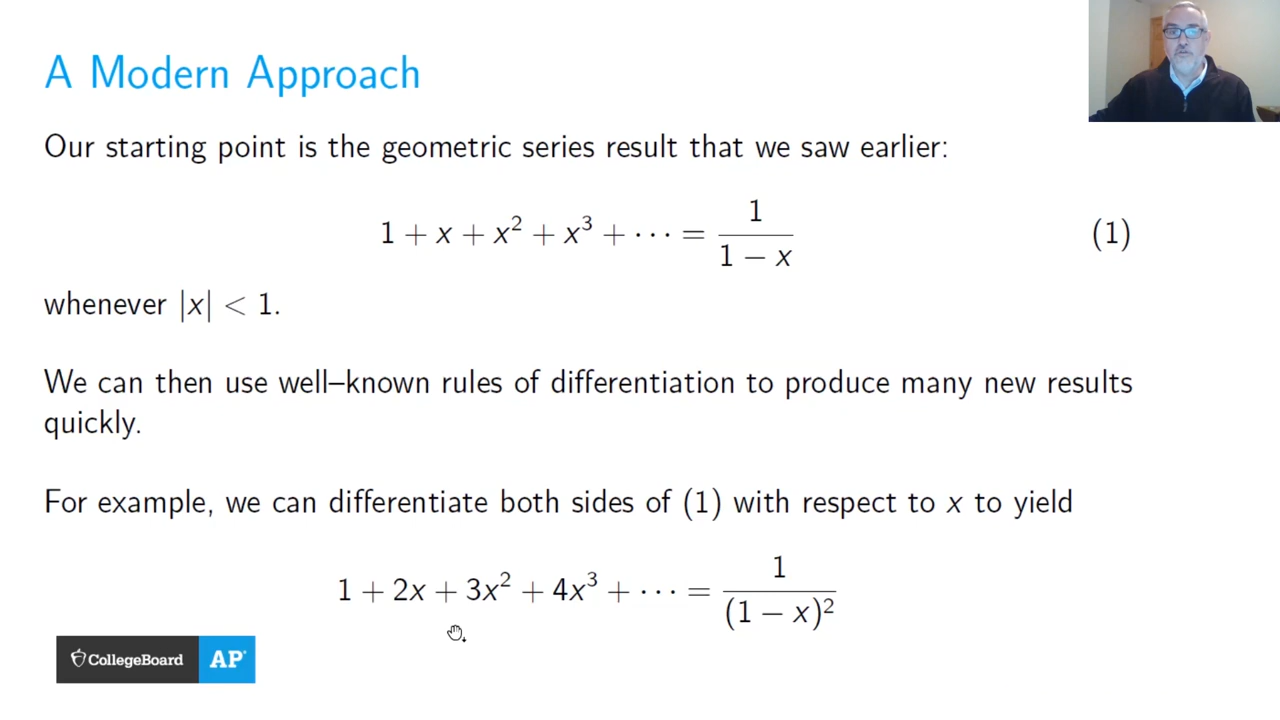 A Modern Approach
Our starting point is the geometric series result that we saw earlier:
1 + x + x² + x³ + ⋯ = 1/(1 − x) (1)
whenever |x| < 1.
We can then use well–known rules of differentiation to produce many new results
quickly.
For example, we can differentiate both sides of (1) with respect to x to yield
1 + 2x + 3x² + 4x³ + ⋯ = 1/(1 − x)²
CollegeBoard AP®